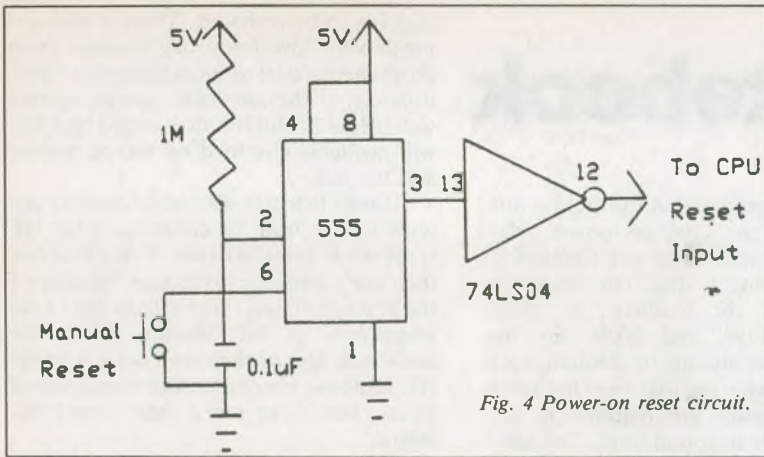 5V
5V
1M
4
8
2
6
555
3
13
12
1
74LS04
To CPU
Reset
Input
Manual
Reset
0.1uF
Fig. 4 Power-on reset circuit.